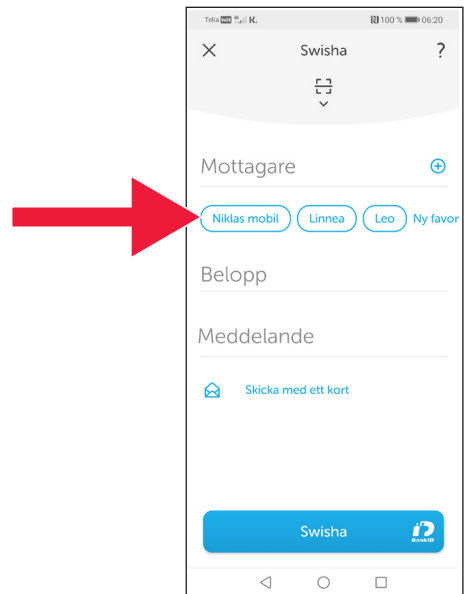 Telia K. 100 % 06:20
Swisha ?
Mottagare
Niklas mobil Linnea Leo Ny favor
Belopp
Meddelande
Skicka med ett kort
Swisha BankID